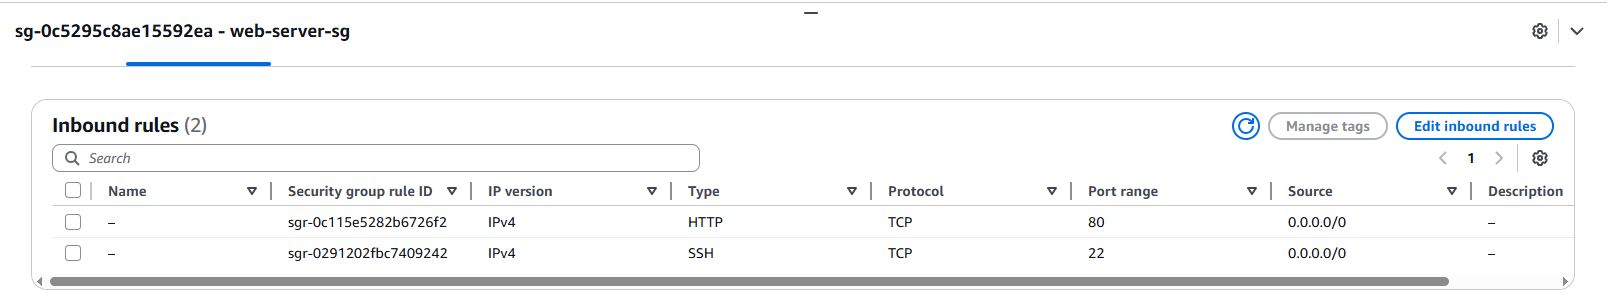 sg-0c5295c8ae15592ea - web-server-sg
Inbound rules (2)
Manage tags
Edit inbound rules
Search
1
Name Security group rule ID IP version Type Protocol Port range Source Description
– sgr-0c115e5282b6726f2 IPv4 HTTP TCP 80 0.0.0.0/0 –
– sgr-0291202fbc7409242 IPv4 SSH TCP 22 0.0.0.0/0 –